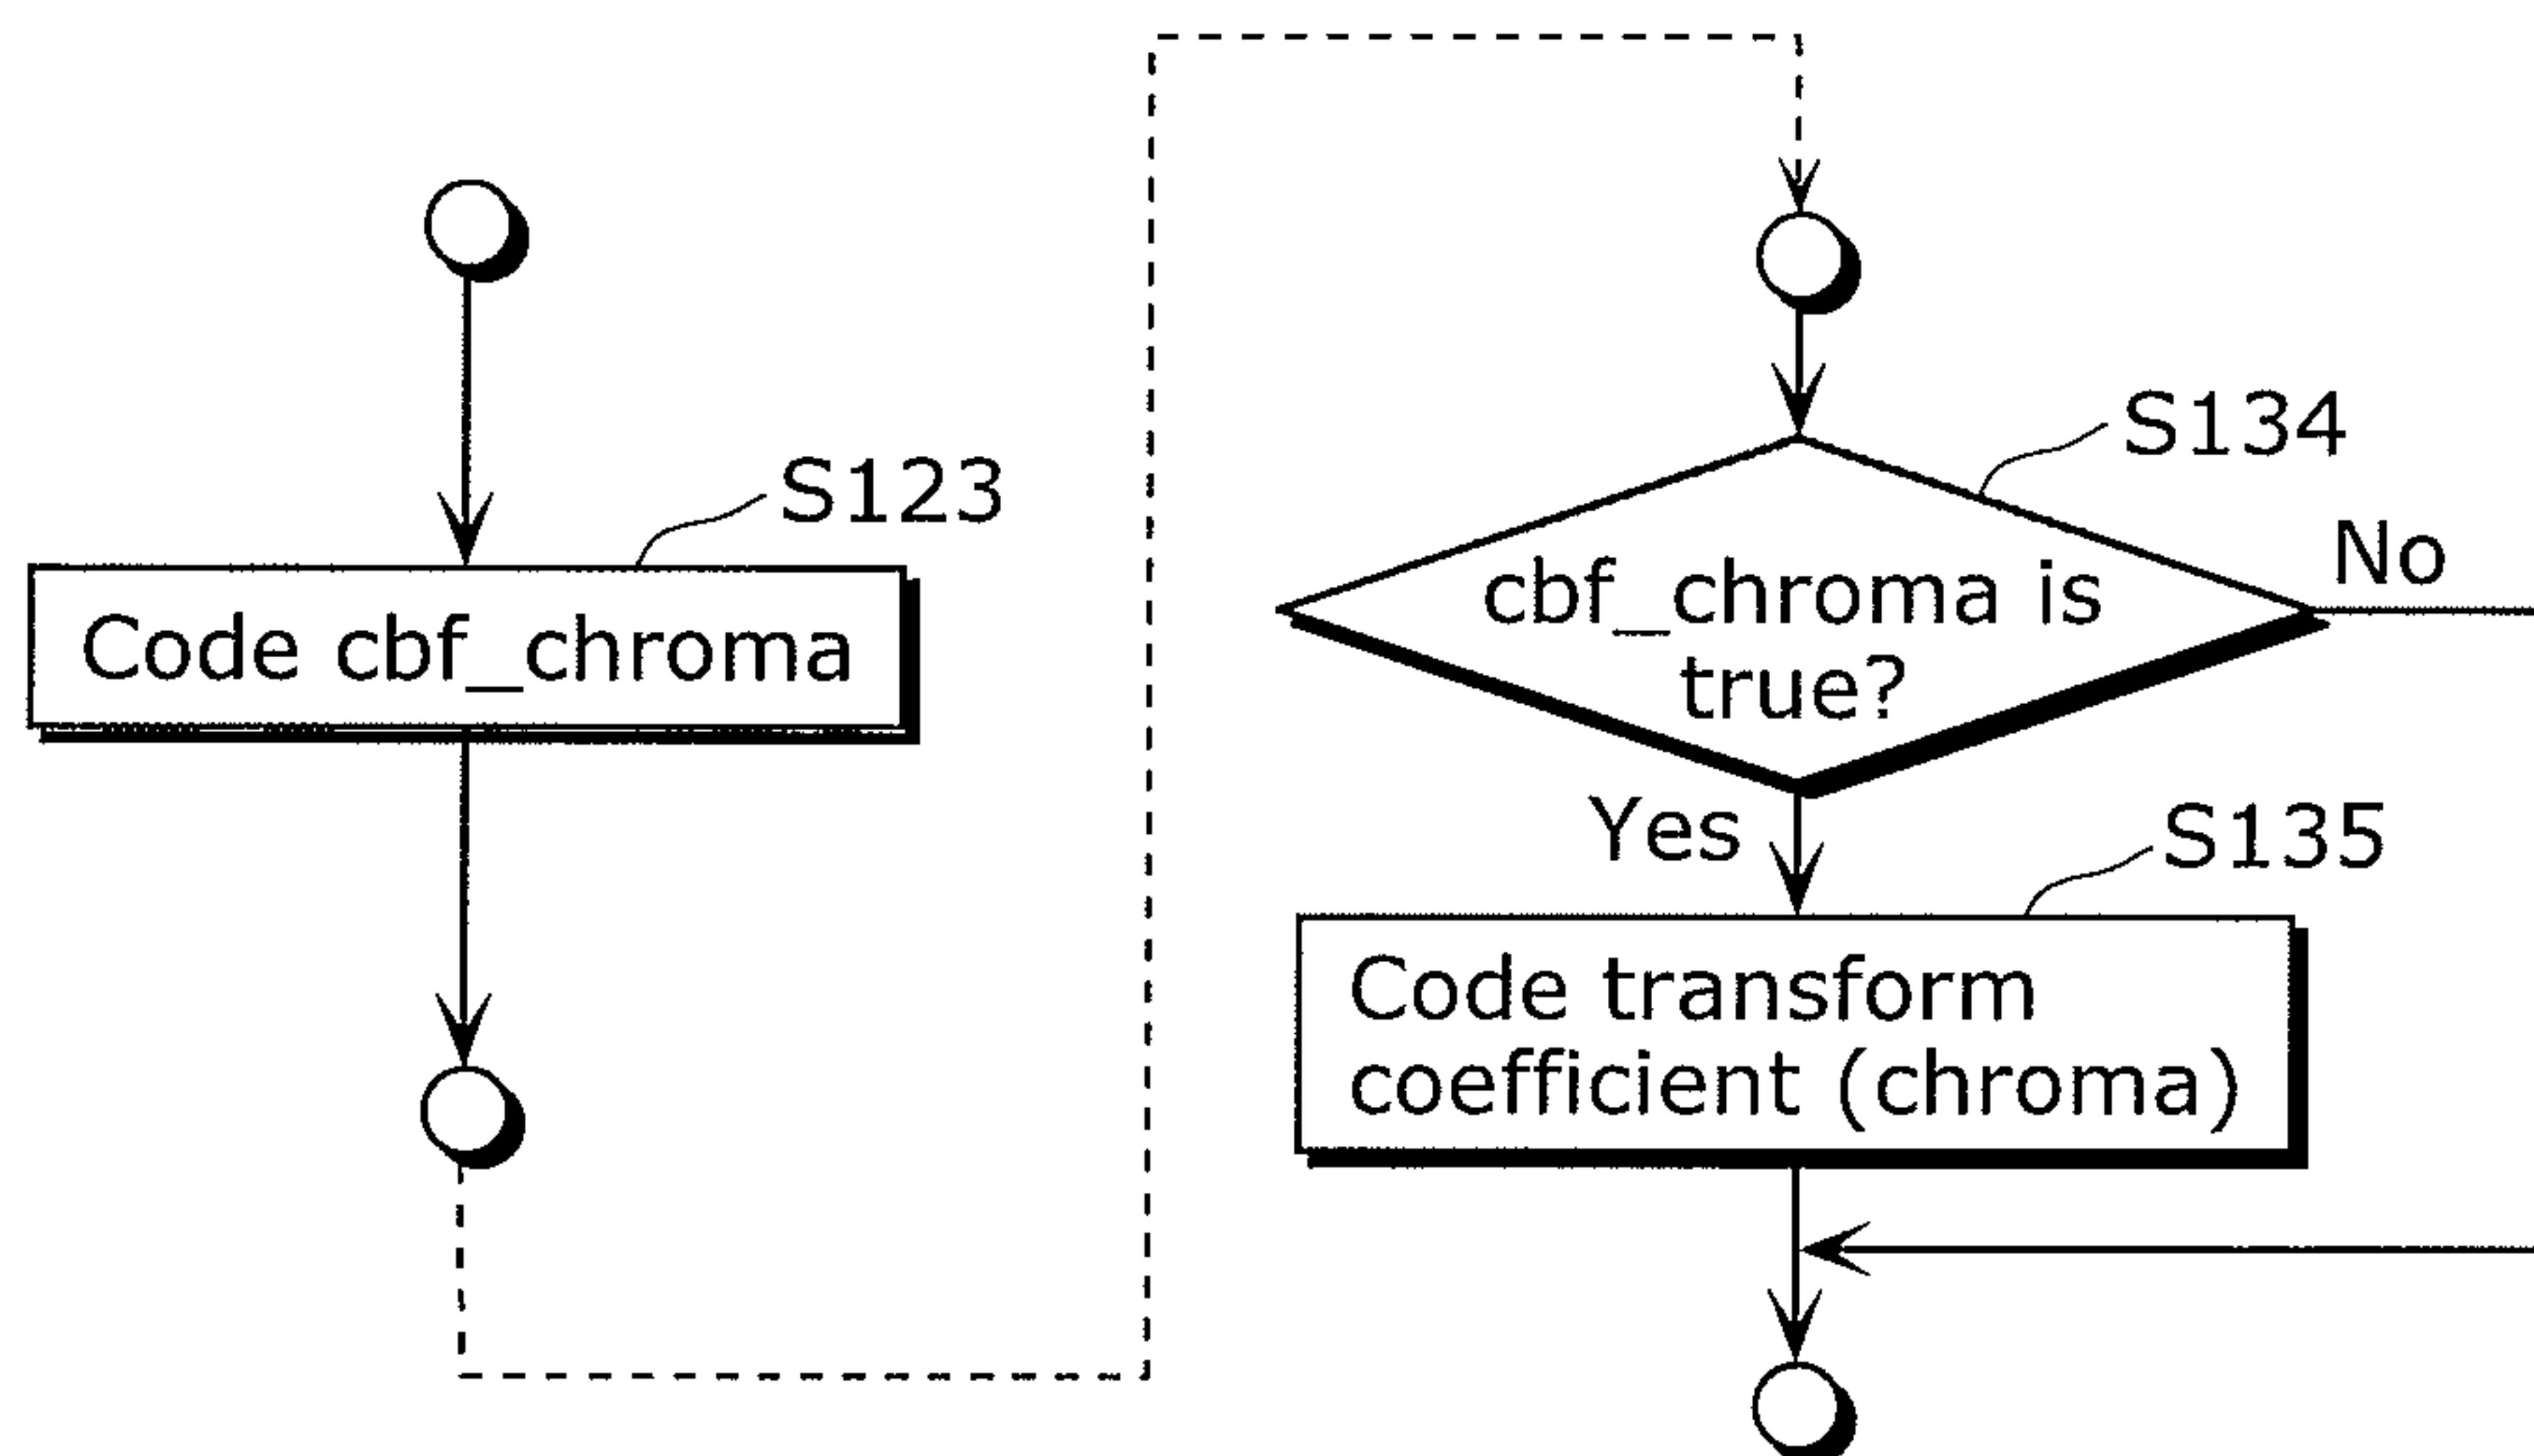 S123
Code cbf_chroma
S134
cbf_chroma is
true?
No
Yes
S135
Code transform
coefficient (chroma)